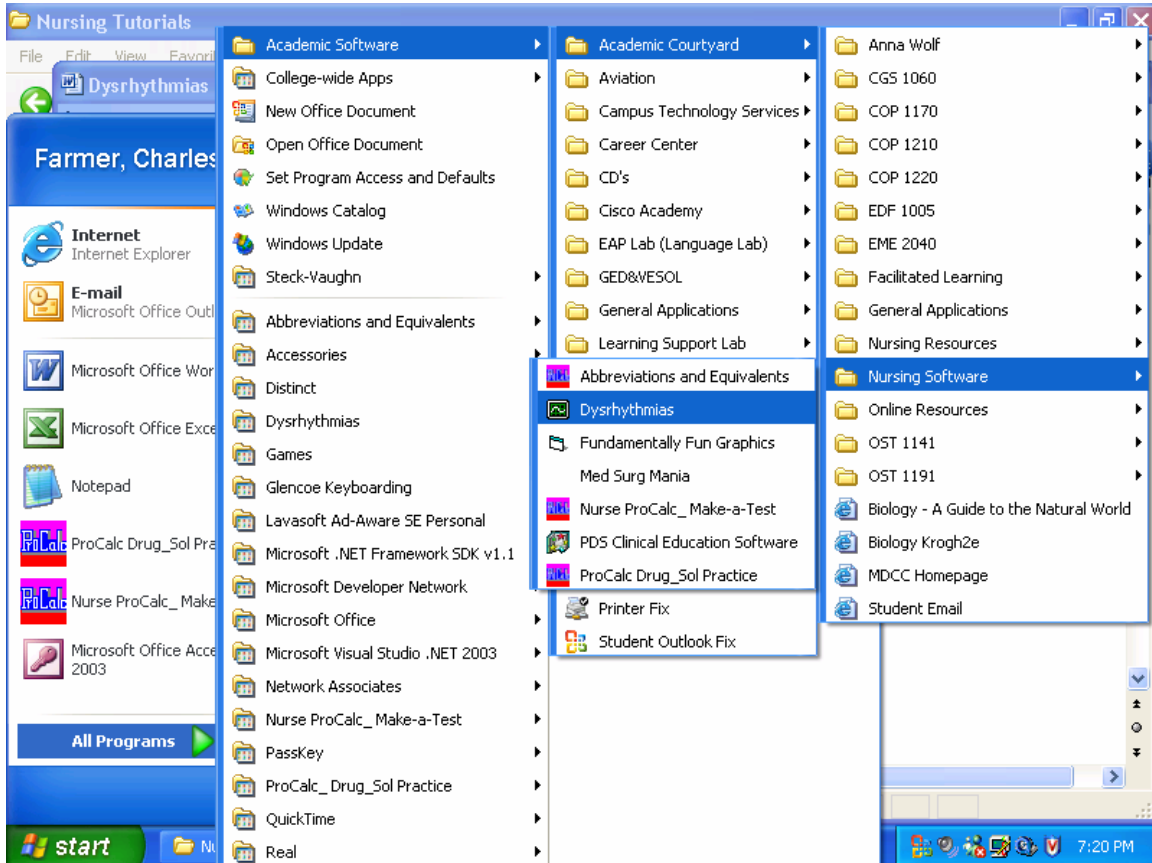 Nursing Tutorials
File Edit View Favori
Dysrhythmias
Farmer, Charles
Internet
Internet Explorer
E-mail
Microsoft Office Outl
Microsoft Office Wor
Microsoft Office Exce
Notepad
ProCalc Drug_Sol Pra
Nurse ProCalc_ Make
Microsoft Office Acce
2003
All Programs
start
Nu
Academic Software
College-wide Apps
New Office Document
Open Office Document
Set Program Access and Defaults
Windows Catalog
Windows Update
Steck-Vaughn
Abbreviations and Equivalents
Accessories
Distinct
Dysrhythmias
Games
Glencoe Keyboarding
Lavasoft Ad-Aware SE Personal
Microsoft .NET Framework SDK v1.1
Microsoft Developer Network
Microsoft Office
Microsoft Visual Studio .NET 2003
Network Associates
Nurse ProCalc_ Make-a-Test
PassKey
ProCalc_ Drug_Sol Practice
QuickTime
Real
Academic Courtyard
Aviation
Campus Technology Services
Career Center
CD's
Cisco Academy
EAP Lab (Language Lab)
GED&VESOL
General Applications
Learning Support Lab
Printer Fix
Student Outlook Fix
Anna Wolf
CGS 1060
COP 1170
COP 1210
COP 1220
EDF 1005
EME 2040
Facilitated Learning
General Applications
Nursing Resources
Nursing Software
Online Resources
OST 1141
OST 1191
Biology - A Guide to the Natural World
Biology Krogh2e
MDCC Homepage
Student Email
Abbreviations and Equivalents
Dysrhythmias
Fundamentally Fun Graphics
Med Surg Mania
Nurse ProCalc_ Make-a-Test
PDS Clinical Education Software
ProCalc Drug_Sol Practice
7:20 PM